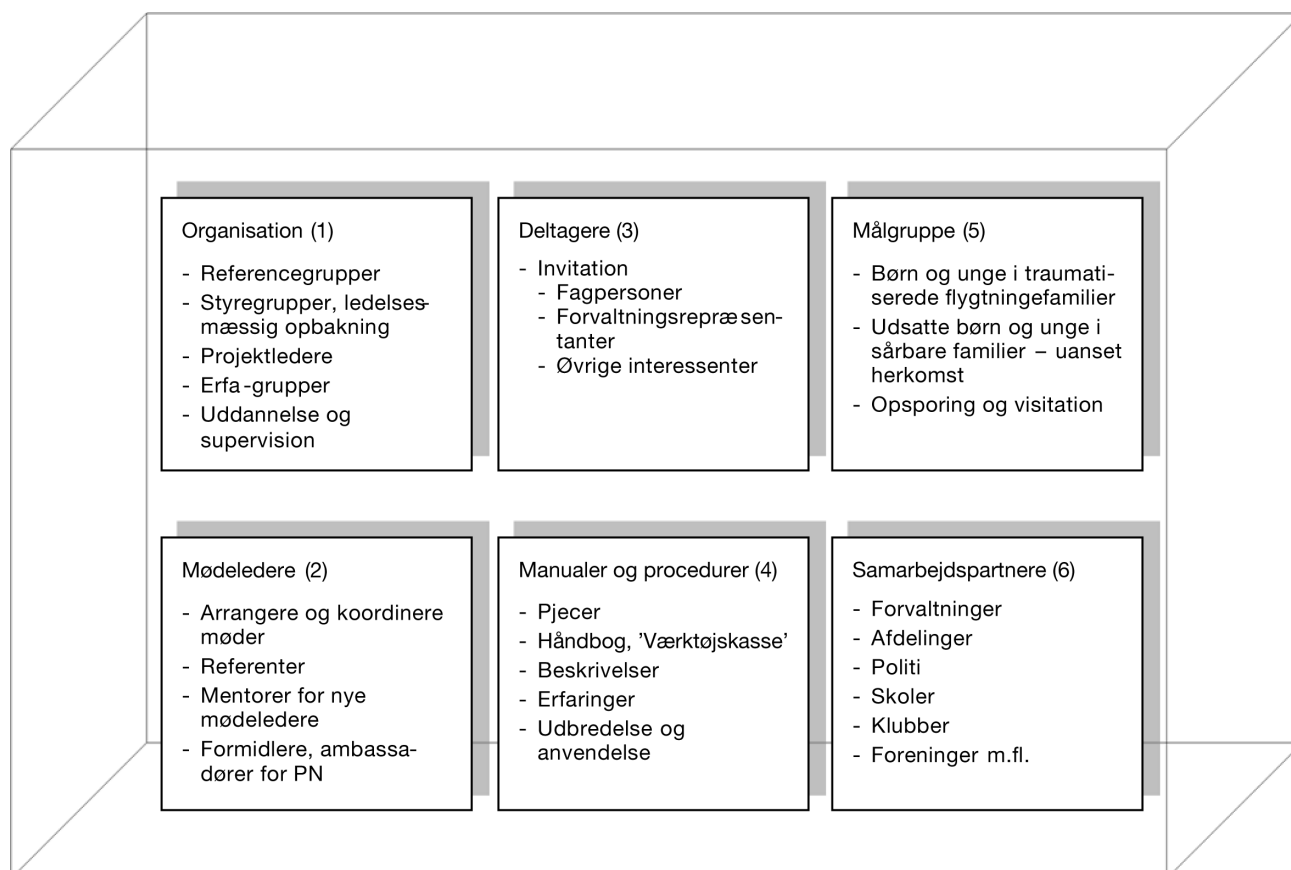 Organisation (1)
- Referencegrupper
- Styregrupper, ledelses-
mæssig opbakning
- Projektledere
- Erfa-grupper
- Uddannelse og
supervision
Deltagere (3)
- Invitation
- Fagpersoner
- Forvaltningsrepræsen-
tanter
- Øvrige interessenter
Målgruppe (5)
- Børn og unge i traumati-
serede flygtningefamilier
- Udsatte børn og unge i
sårbare familier – uanset
herkomst
- Opsporing og visitation
Mødeledere (2)
- Arrangere og koordinere
møder
- Referenter
- Mentorer for nye
mødeledere
- Formidlere, ambassa-
dører for PN
Manualer og procedurer (4)
- Pjecer
- Håndbog, ’Værktøjskasse’
- Beskrivelser
- Erfaringer
- Udbredelse og
anvendelse
Samarbejdspartnere (6)
- Forvaltninger
- Afdelinger
- Politi
- Skoler
- Klubber
- Foreninger m.fl.